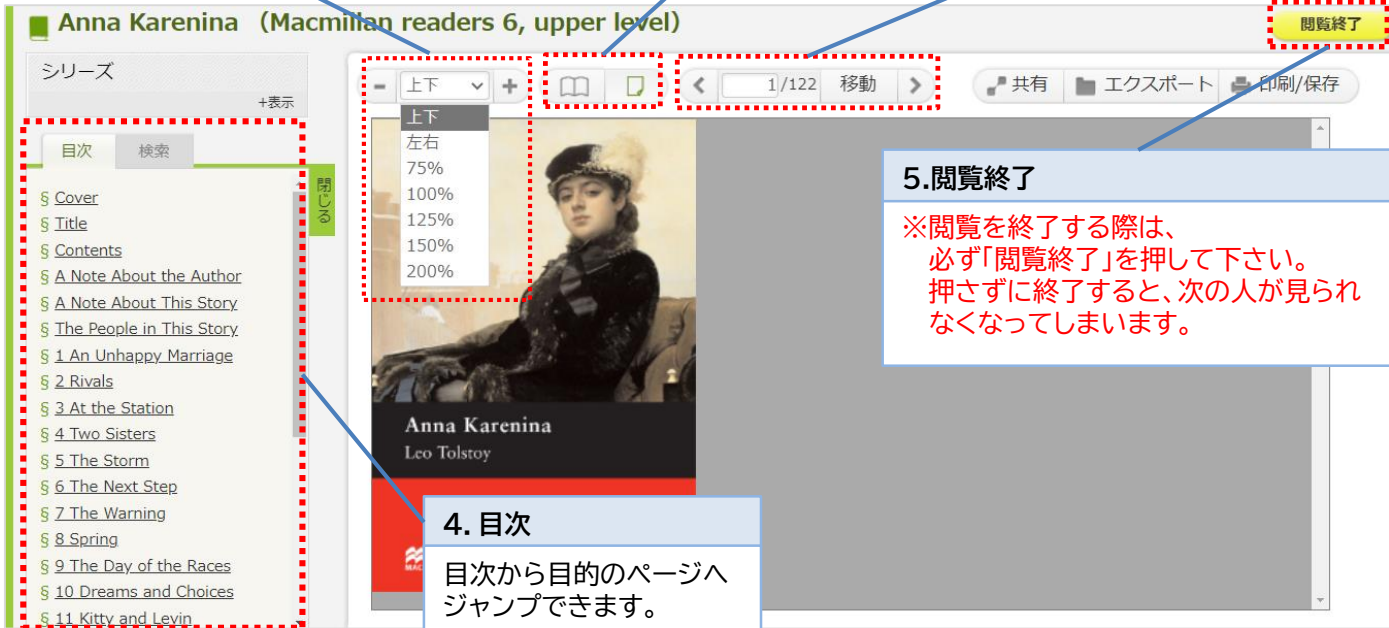 Anna Karenina （Macmillan readers 6, upper level）
閲覧終了
シリーズ
+表示
目次 検索
§ Cover
§ Title
§ Contents
§ A Note About the Author
§ A Note About This Story
§ The People in This Story
§ 1 An Unhappy Marriage
§ 2 Rivals
§ 3 At the Station
§ 4 Two Sisters
§ 5 The Storm
§ 6 The Next Step
§ 7 The Warning
§ 8 Spring
§ 9 The Day of the Races
§ 10 Dreams and Choices
§ 11 Kitty and Levin
閉じる
- 上下 +
1/122 移動
共有 エクスポート 印刷/保存
上下
左右
75%
100%
125%
150%
200%
Anna Karenina
Leo Tolstoy
4. 目次
目次から目的のページへ
ジャンプできます。
5.閲覧終了
※閲覧を終了する際は、
必ず「閲覧終了」を押して下さい。
押さずに終了すると、次の人が見られ
なくなってしまいます。